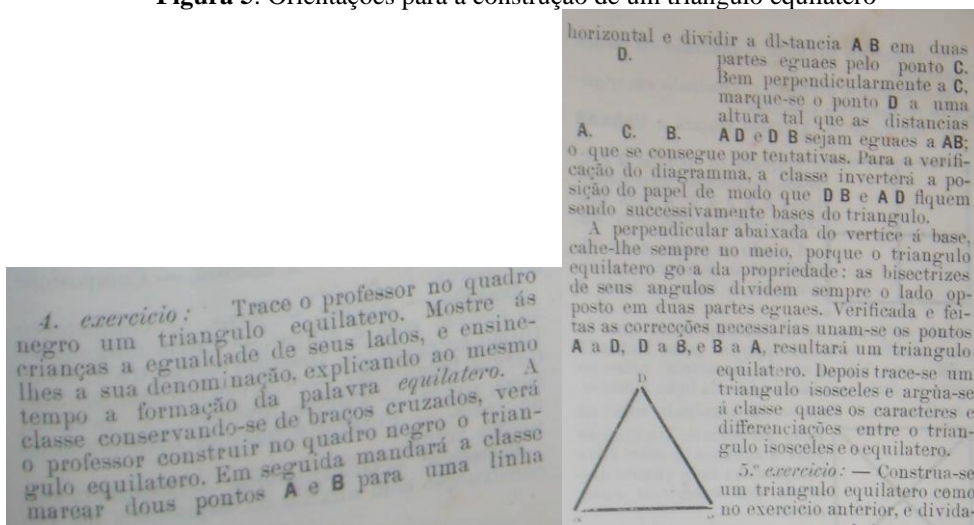 Figura 5. Orientações para a construção de um triângulo equilátero
4. exercicio: Trace o professor no quadro
negro um triangulo equilatero. Mostre ás
crianças a egualdade de seus lados, e ensine-
lhes a sua denominação, explicando ao mesmo
tempo a formação da palavra equilatero. A
classe conservando-se de braços cruzados, verá
o professor construir no quadro negro o trian-
gulo equilatero. Em seguida mandará a classe
marcar dous pontos A e B para uma linha
horizontal e dividir a distancia A B em duas
D. partes eguaes pelo ponto C.
Bem perpendicularmente a C,
marque-se o ponto D a uma
altura tal que as distancias
A. C. B. A D e D B sejam eguaes a AB;
o que se consegue por tentativas. Para a verifi-
cação do diagramma, a classe inverterá a po-
sição do papel de modo que D B e A D fiquem
sendo successivamente bases do triangulo.
A perpendicular abaixada do vertice á base,
cahe-lhe sempre no meio, porque o triangulo
equilatero go a da propriedade: as bisectrizes
de seus angulos dividem sempre o lado op-
posto em duas partes eguaes. Verificada e fei-
tas as correcções necessarias unam-se os pontos
A a D, D a B, e B a A, resultará um triangulo
equilatero. Depois trace-se um
triangulo isosceles e argùa-se
á classe quaes os caracteres e
differenciações entre o trian-
gulo isosceles e o equilatero.
5.º exercicio: — Construa-se
um triangulo equilatero como
no exercicio anterior, e divida-
D